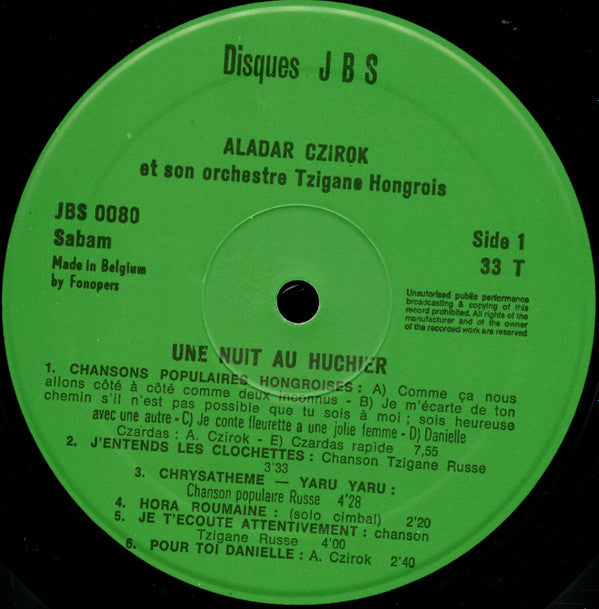 Disques J B S
ALADAR CZIROK
et son orchestre Tzigane Hongrois
JBS 0080
Sabam
Made in Belgium
by Fonopers
Side 1
33 T
Unautorised public performance
broadcasting & copying of this
record prohibited. All rights of the
manufacturer and of the owner
of the recorded work are reserved
UNE NUIT AU HUCHIER
1. CHANSONS POPULAIRES HONGROISES : A) Comme ça nous
allons côté à côté comme deux inconnus - B) Je m'écarte de ton
chemin s'il n'est pas possible que tu sois à moi ; sois heureuse
avec une autre - C) Je conte fleurette a une jolie femme - D) Danielle
Czardas : A. Czirok - E) Czardas rapide 7,55
2. J'ENTENDS LES CLOCHETTES : Chanson Tzigane Russe
3'33
3. CHRYSATHEME — YARU YARU :
Chanson populaire Russe 4'28
4. HORA ROUMAINE : (solo cimbal) 2'20
5. JE T'ECOUTE ATTENTIVEMENT : chanson
Tzigane Russe 4'00
6. POUR TOI DANIELLE : A. Czirok 2'40